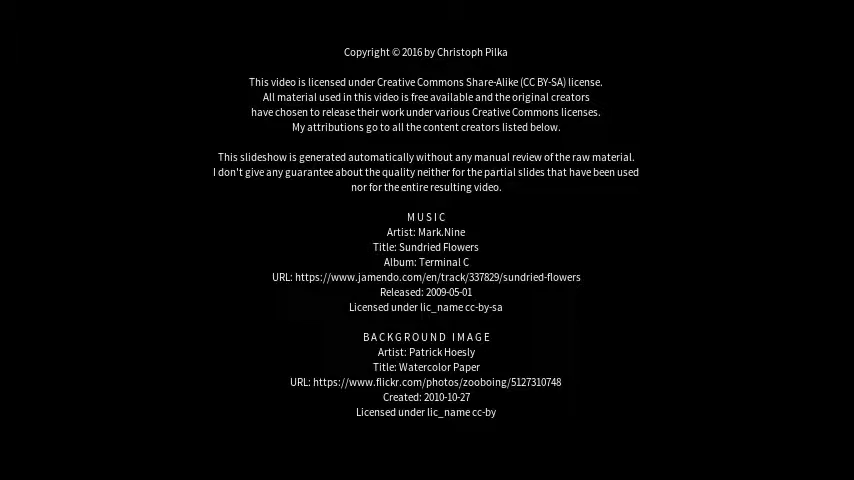 Copyright © 2016 by Christoph Pilka
This video is licensed under Creative Commons Share-Alike (CC BY-SA) license.
All material used in this video is free available and the original creators
have chosen to release their work under various Creative Commons licenses.
My attributions go to all the content creators listed below.
This slideshow is generated automatically without any manual review of the raw material.
I don't give any guarantee about the quality neither for the partial slides that have been used
nor for the entire resulting video.
M U S I C
Artist: Mark.Nine
Title: Sundried Flowers
Album: Terminal C
URL: https://www.jamendo.com/en/track/337829/sundried-flowers
Released: 2009-05-01
Licensed under lic_name cc-by-sa
B A C K G R O U N D   I M A G E
Artist: Patrick Hoesly
Title: Watercolor Paper
URL: https://www.flickr.com/photos/zooboing/5127310748
Created: 2010-10-27
Licensed under lic_name cc-by